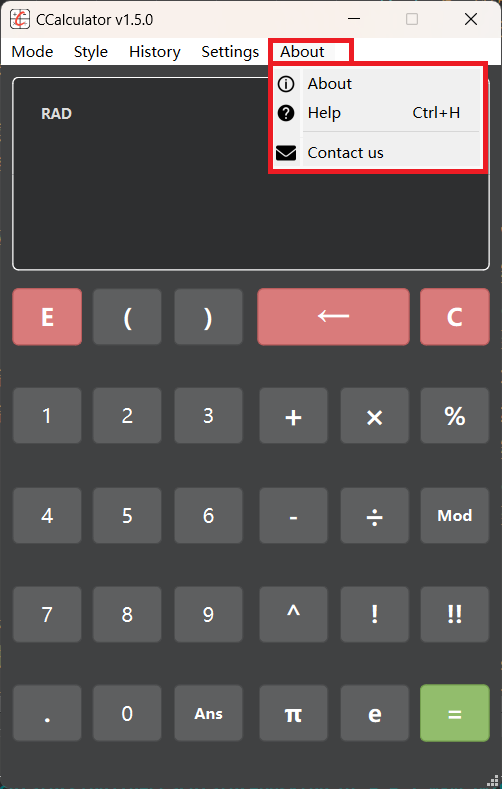 CCalculator v1.5.0
Mode Style History Settings About
About
Help Ctrl+H
Contact us
RAD
E ( ) ← C
1 2 3 + × %
4 5 6 - ÷ Mod
7 8 9 ^ ! !!
. 0 Ans π e =